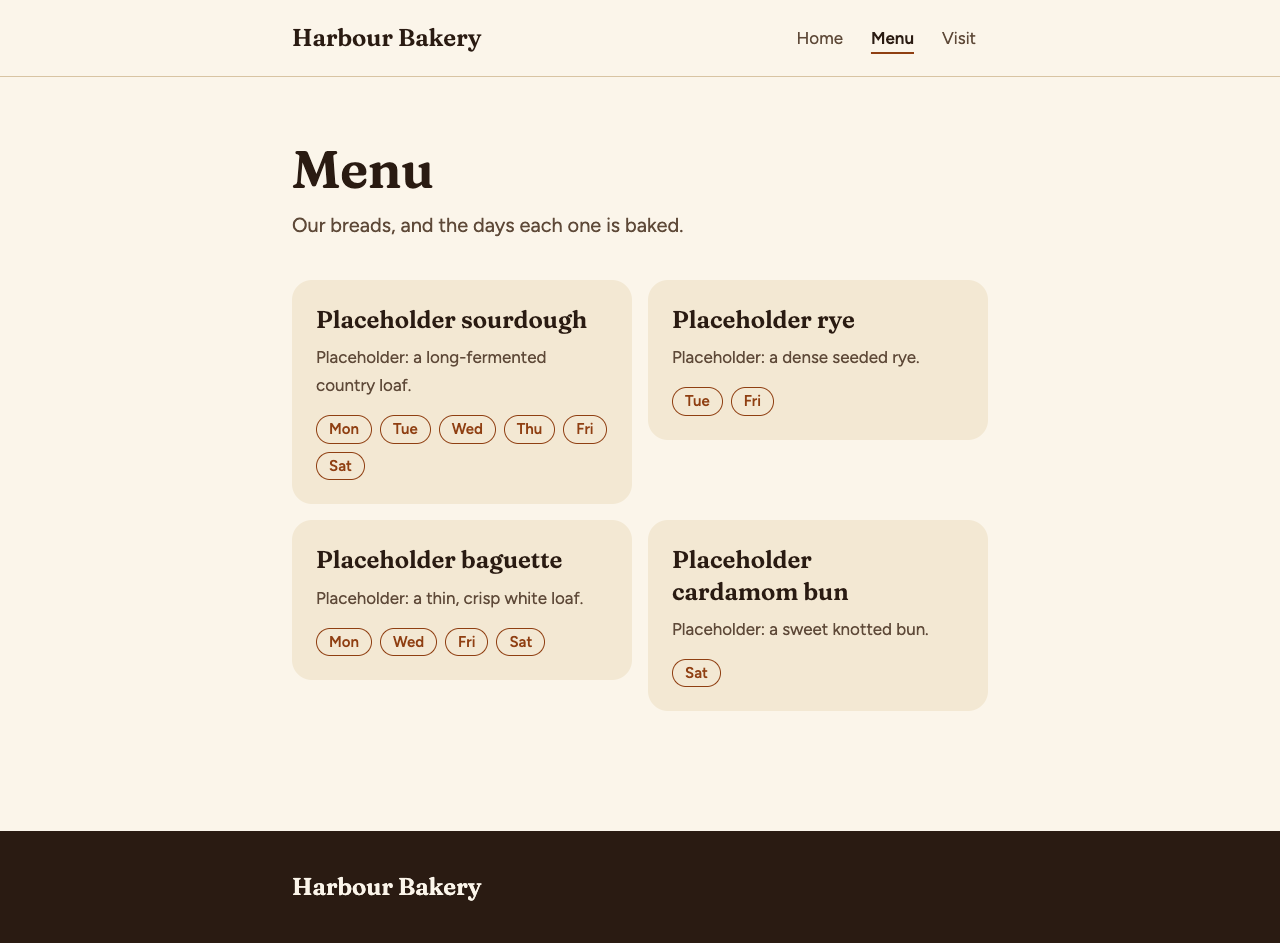 Harbour Bakery
Home Menu Visit
Menu
Our breads, and the days each one is baked.
Placeholder sourdough
Placeholder: a long-fermented
country loaf.
Mon Tue Wed Thu Fri
Sat
Placeholder rye
Placeholder: a dense seeded rye.
Tue Fri
Placeholder baguette
Placeholder: a thin, crisp white loaf.
Mon Wed Fri Sat
Placeholder
cardamom bun
Placeholder: a sweet knotted bun.
Sat
Harbour Bakery